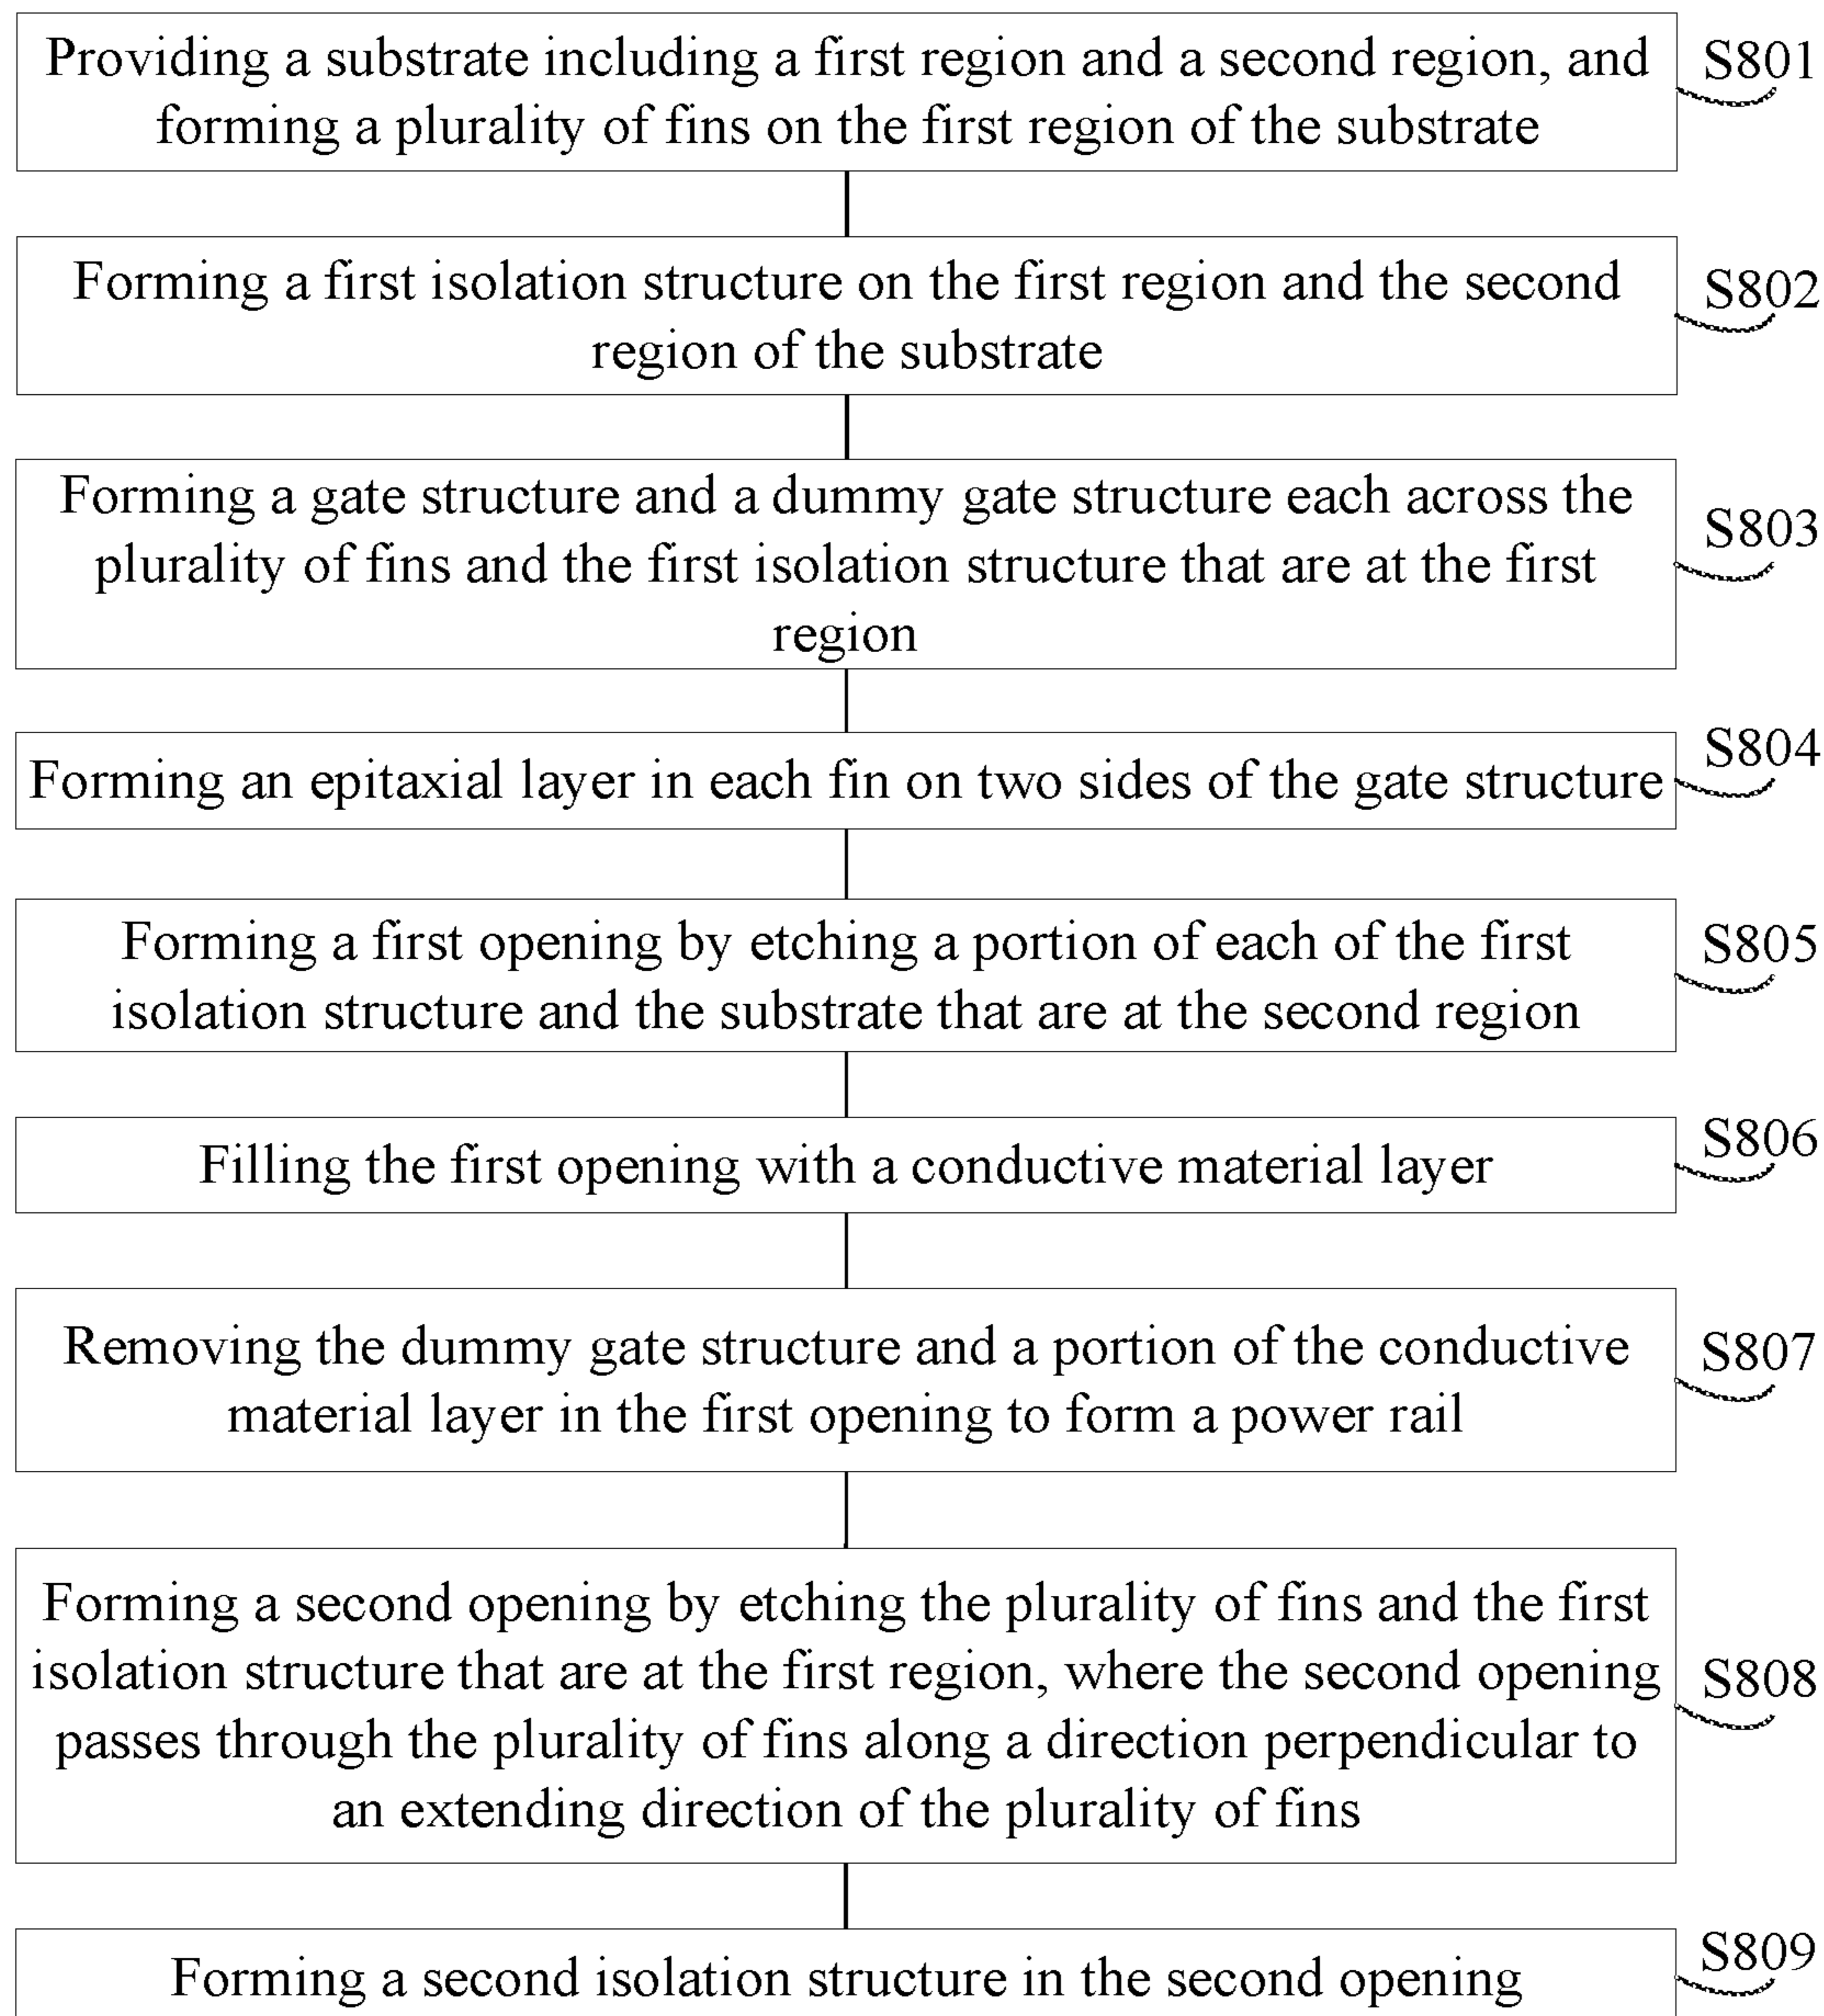 Providing a substrate including a first region and a second region, and
forming a plurality of fins on the first region of the substrate
S801
Forming a first isolation structure on the first region and the second
region of the substrate
S802
Forming a gate structure and a dummy gate structure each across the
plurality of fins and the first isolation structure that are at the first
region
S803
Forming an epitaxial layer in each fin on two sides of the gate structure
S804
Forming a first opening by etching a portion of each of the first
isolation structure and the substrate that are at the second region
S805
Filling the first opening with a conductive material layer
S806
Removing the dummy gate structure and a portion of the conductive
material layer in the first opening to form a power rail
S807
Forming a second opening by etching the plurality of fins and the first
isolation structure that are at the first region, where the second opening
passes through the plurality of fins along a direction perpendicular to
an extending direction of the plurality of fins
S808
Forming a second isolation structure in the second opening
S809